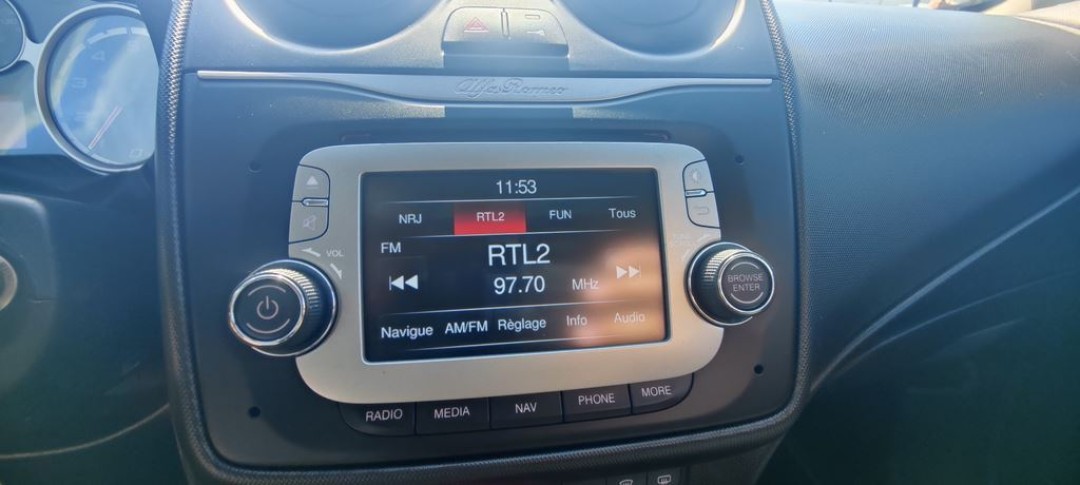 Alfa Romeo
11:53
NRJ RTL2 FUN Tous
FM
RTL2
97.70 MHz
Navigue AM/FM Règlage Info Audio
VOL
BROWSE
ENTER
RADIO MEDIA NAV PHONE MORE